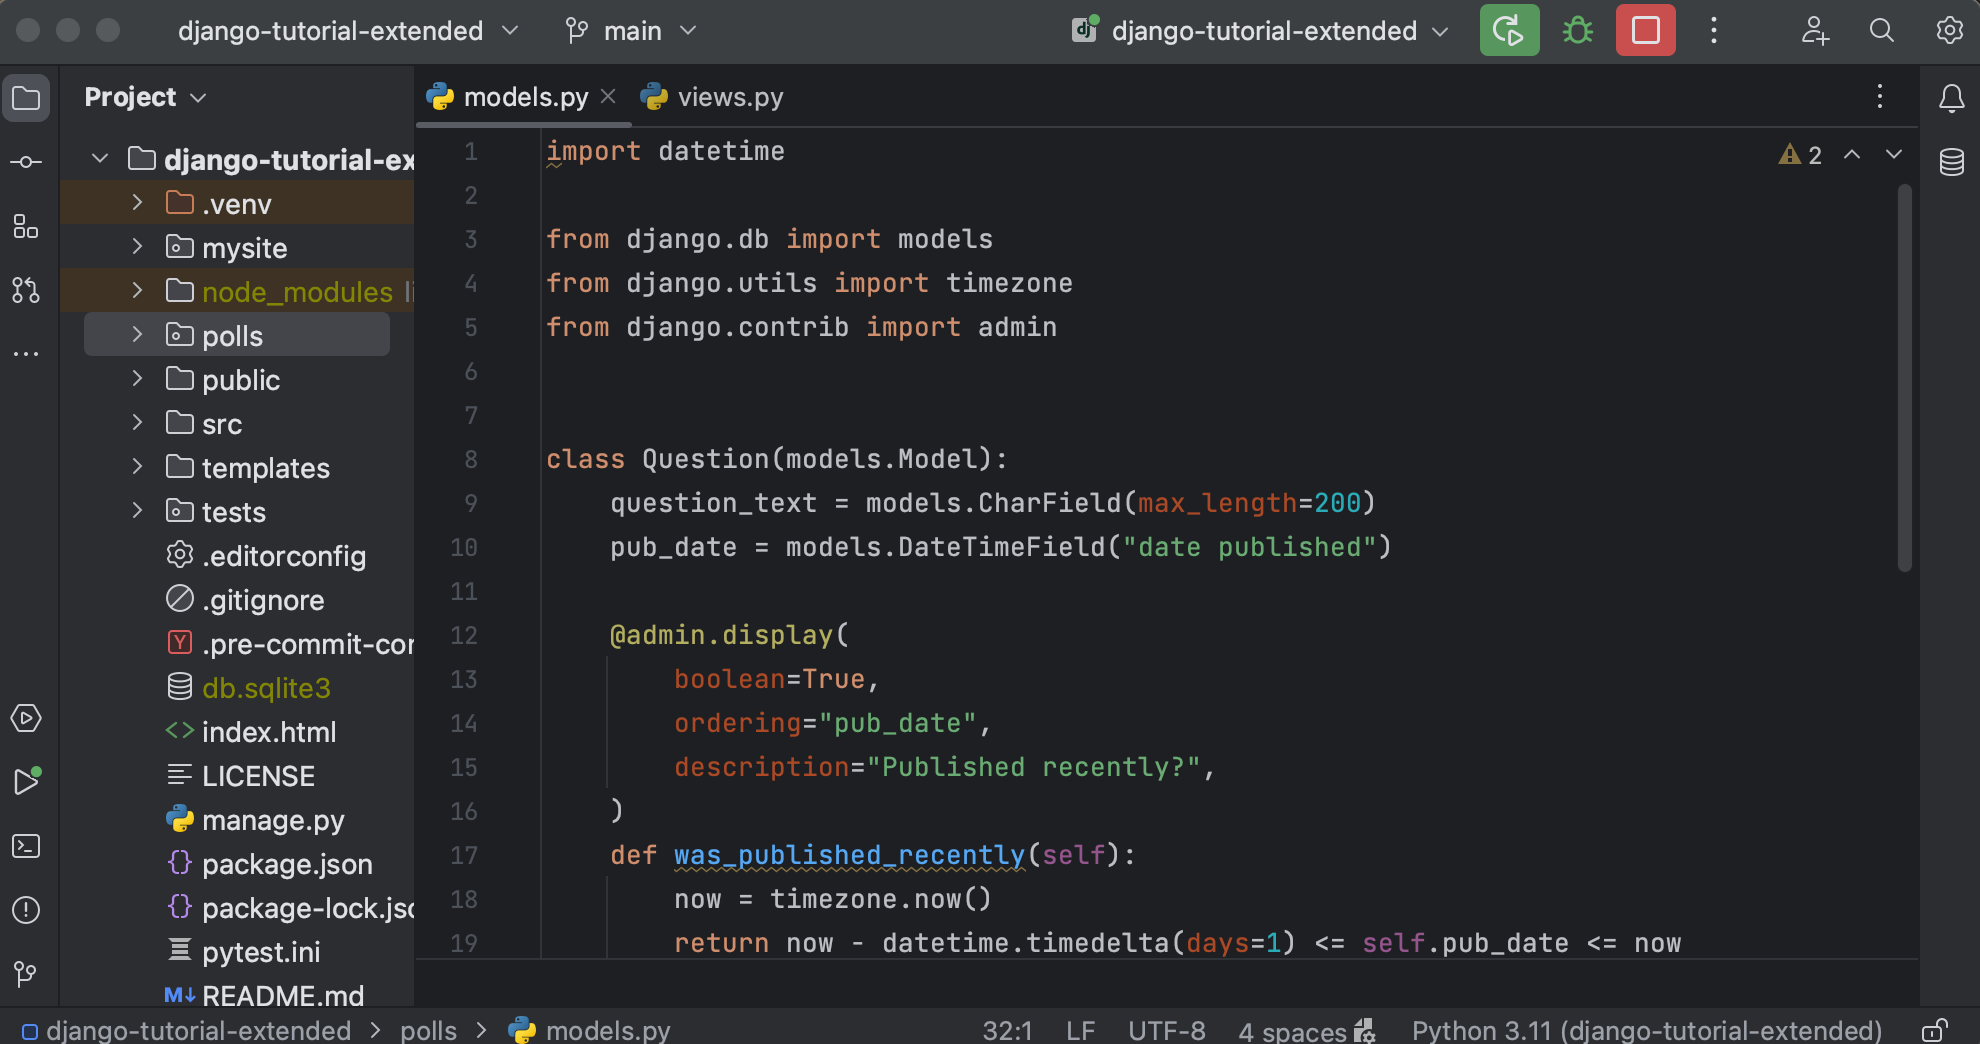 django-tutorial-extended main django-tutorial-extended
Project
django-tutorial-ex
.venv
mysite
node_modules li
polls
public
src
templates
tests
.editorconfig
.gitignore
.pre-commit-cor
db.sqlite3
index.html
LICENSE
manage.py
package.json
package-lock.jsc
pytest.ini
README.md
models.py views.py
2
1 import datetime
2
3 from django.db import models
4 from django.utils import timezone
5 from django.contrib import admin
6
7
8 class Question(models.Model):
9 question_text = models.CharField(max_length=200)
10 pub_date = models.DateTimeField("date published")
11
12 @admin.display(
13 boolean=True,
14 ordering="pub_date",
15 description="Published recently?",
16 )
17 def was_published_recently(self):
18 now = timezone.now()
19 return now - datetime.timedelta(days=1) <= self.pub_date <= now
django-tutorial-extended > polls > models.py 32:1 LF UTF-8 4 spaces Python 3.11 (django-tutorial-extended)